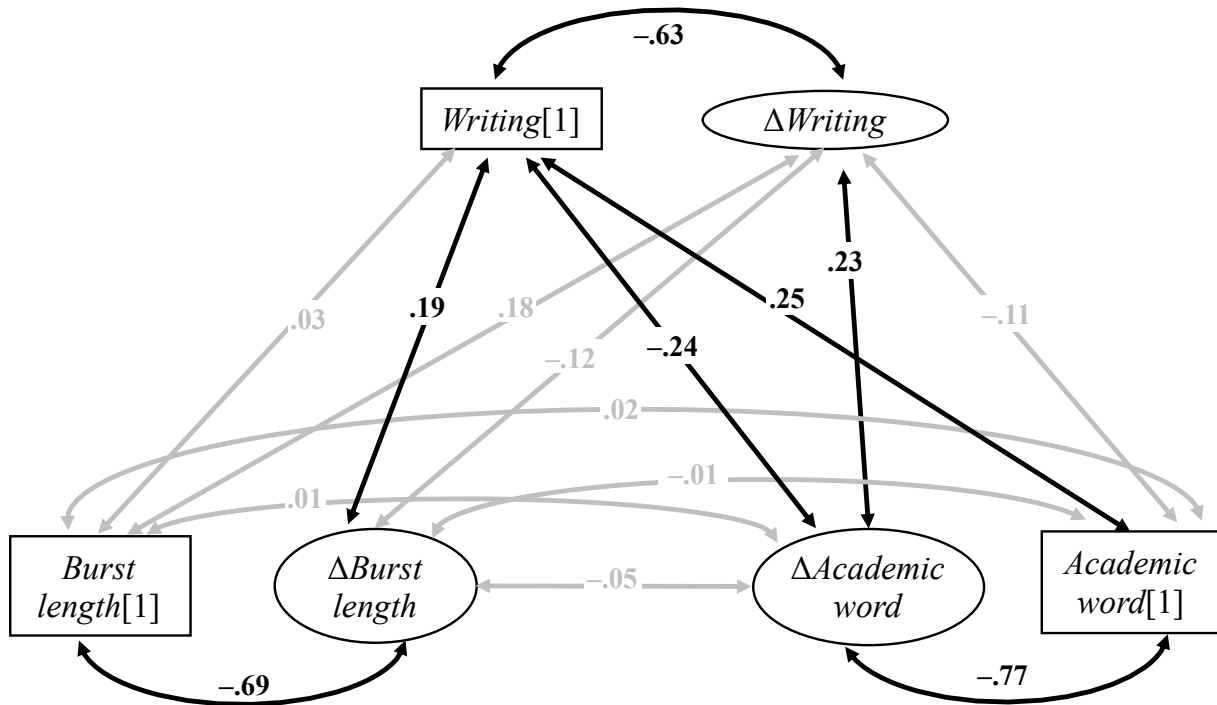 –.63
Writing[1]
ΔWriting
.23
.19
.25
.03
.18
–.11
–.24
–.12
.02
–.01
.01
Burst
length[1]
ΔBurst
length
–.05
ΔAcademic
word
Academic
word[1]
–.69
–.77